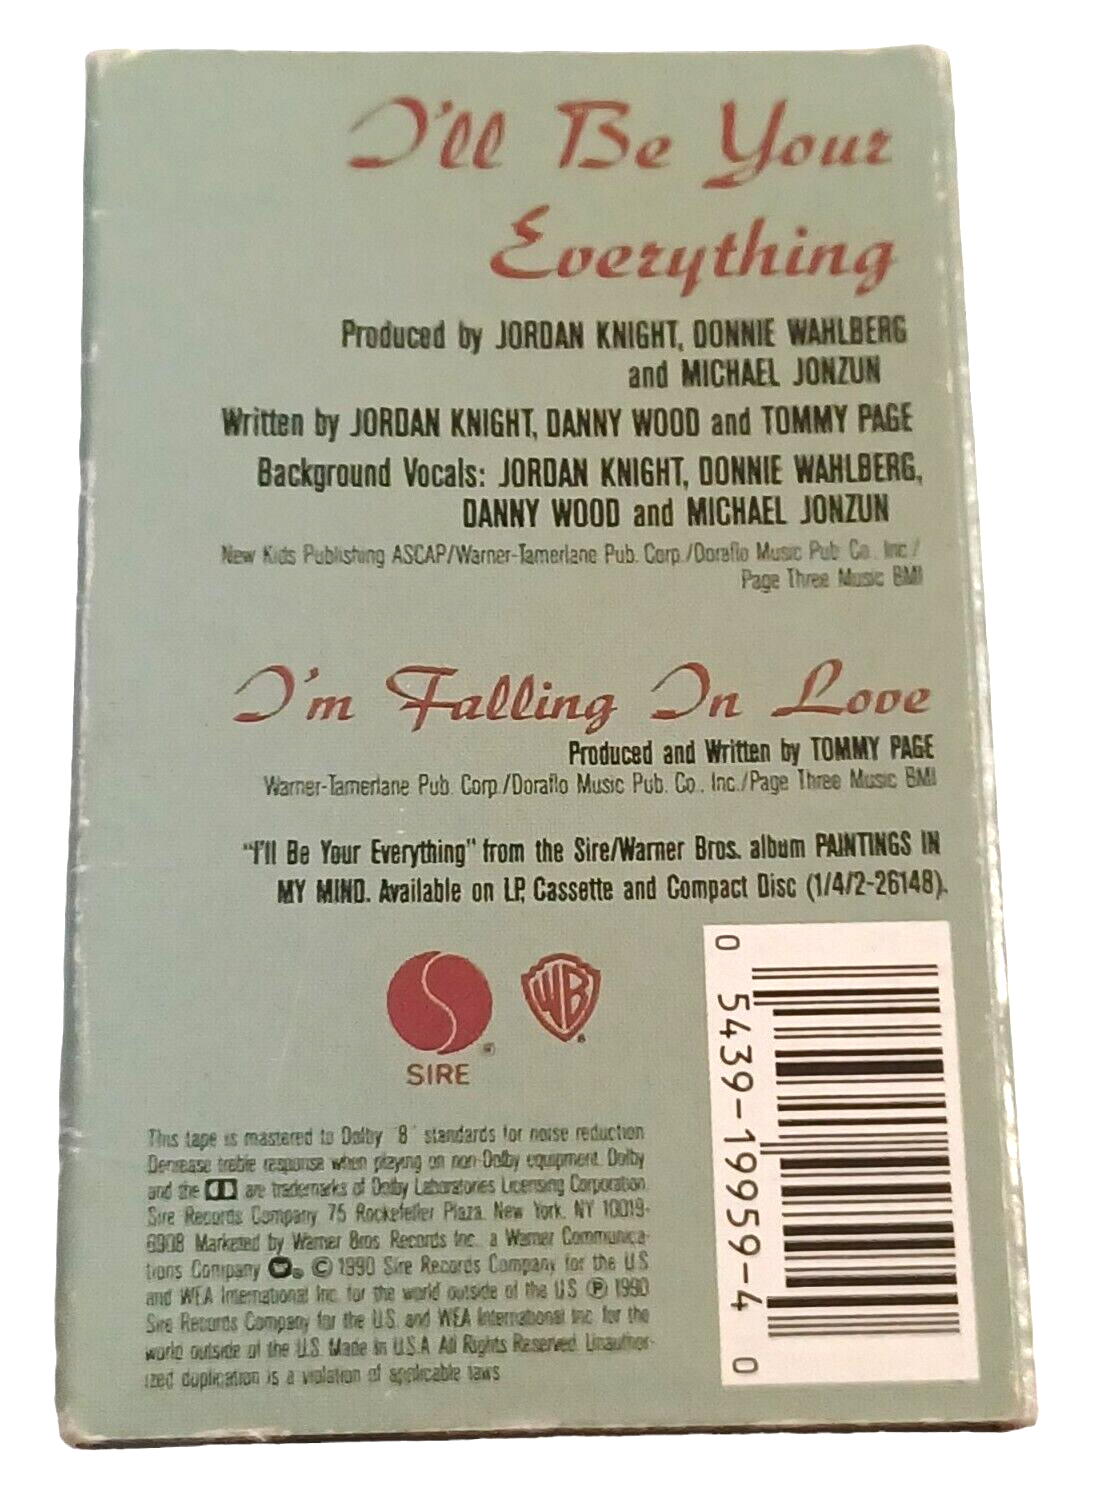 I'll Be Your
Everything
Produced by JORDAN KNIGHT, DONNIE WAHLBERG
and MICHAEL JONZUN
Written by JORDAN KNIGHT, DANNY WOOD and TOMMY PAGE
Background Vocals: JORDAN KNIGHT, DONNIE WAHLBERG,
DANNY WOOD and MICHAEL JONZUN
New Kids Publishing ASCAP/Warner-Tamerlane Pub. Corp./Doraflo Music Pub. Co., Inc./
Page Three Music BMI
I'm Falling In Love
Produced and Written by TOMMY PAGE
Warner-Tamerlane Pub. Corp./Doraflo Music Pub. Co., Inc./Page Three Music BMI
"I'll Be Your Everything" from the Sire/Warner Bros. album PAINTINGS IN
MY MIND. Available on LP, Cassette and Compact Disc (1/4/2-26148).
SIRE
WB
This tape is mastered to Dolby "B" standards for noise reduction.
Decrease treble response when playing on non-Dolby equipment. Dolby
and the are trademarks of Dolby Laboratories Licensing Corporation.
Sire Records Company, 75 Rockefeller Plaza, New York, NY 10019-
6908 Marketed by Warner Bros. Records Inc., a Warner Communica-
tions Company ® © 1990 Sire Records Company for the U.S.
and WEA International Inc. for the world outside of the U.S. ℗ 1990
Sire Records Company for the U.S. and WEA International Inc. for the
world outside of the U.S. Made in U.S.A. All Rights Reserved. Unauthor-
ized duplication is a violation of applicable laws.
0 5439-19959-4 0